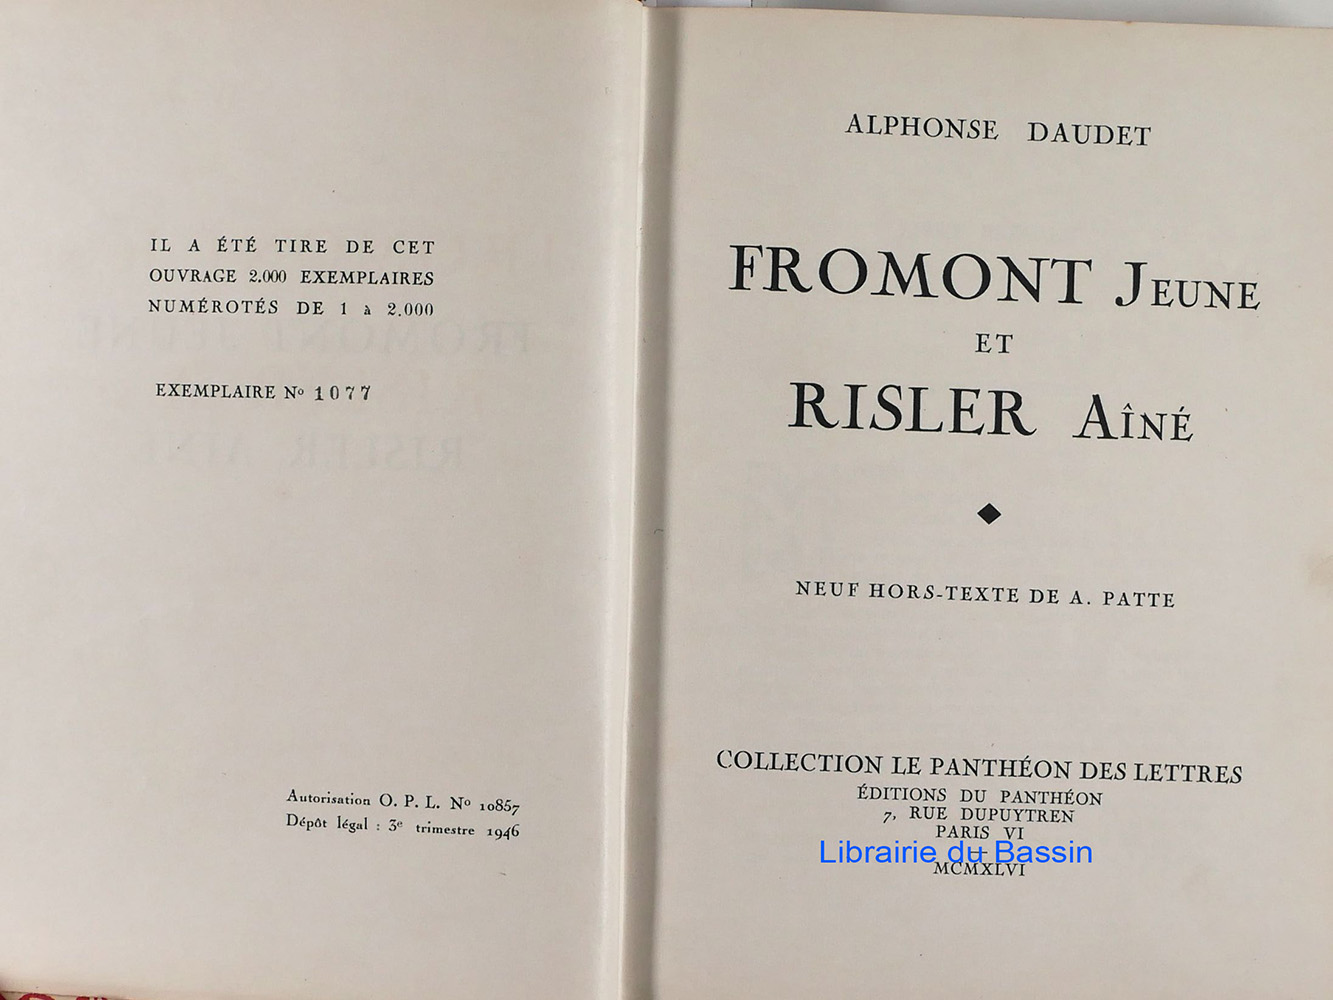 IL A ÉTÉ TIRE DE CET
OUVRAGE 2.000 EXEMPLAIRES
NUMÉROTÉS DE 1 à 2.000
EXEMPLAIRE Nº 1077
Autorisation O. P. L. Nº 10857
Dépôt légal : 3e trimestre 1946
ALPHONSE DAUDET
FROMONT JEUNE
ET
RISLER AÎNÉ
NEUF HORS-TEXTE DE A. PATTE
COLLECTION LE PANTHÉON DES LETTRES
ÉDITIONS DU PANTHÉON
7, RUE DUPUYTREN
PARIS VI
Librairie du Bassin
MCMXLVI